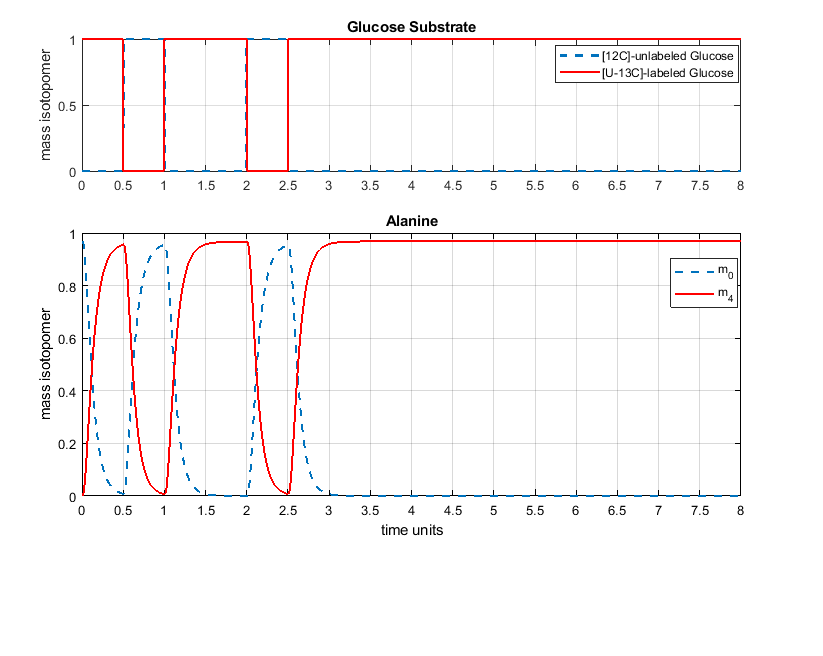 Glucose Substrate
mass isotopomer
1
0.5
0
[12C]-unlabeled Glucose
[U-13C]-labeled Glucose
0 0.5 1 1.5 2 2.5 3 3.5 4 4.5 5 5.5 6 6.5 7 7.5 8
Alanine
mass isotopomer
1
0.8
0.6
0.4
0.2
0
m0
m4
0 0.5 1 1.5 2 2.5 3 3.5 4 4.5 5 5.5 6 6.5 7 7.5 8
time units